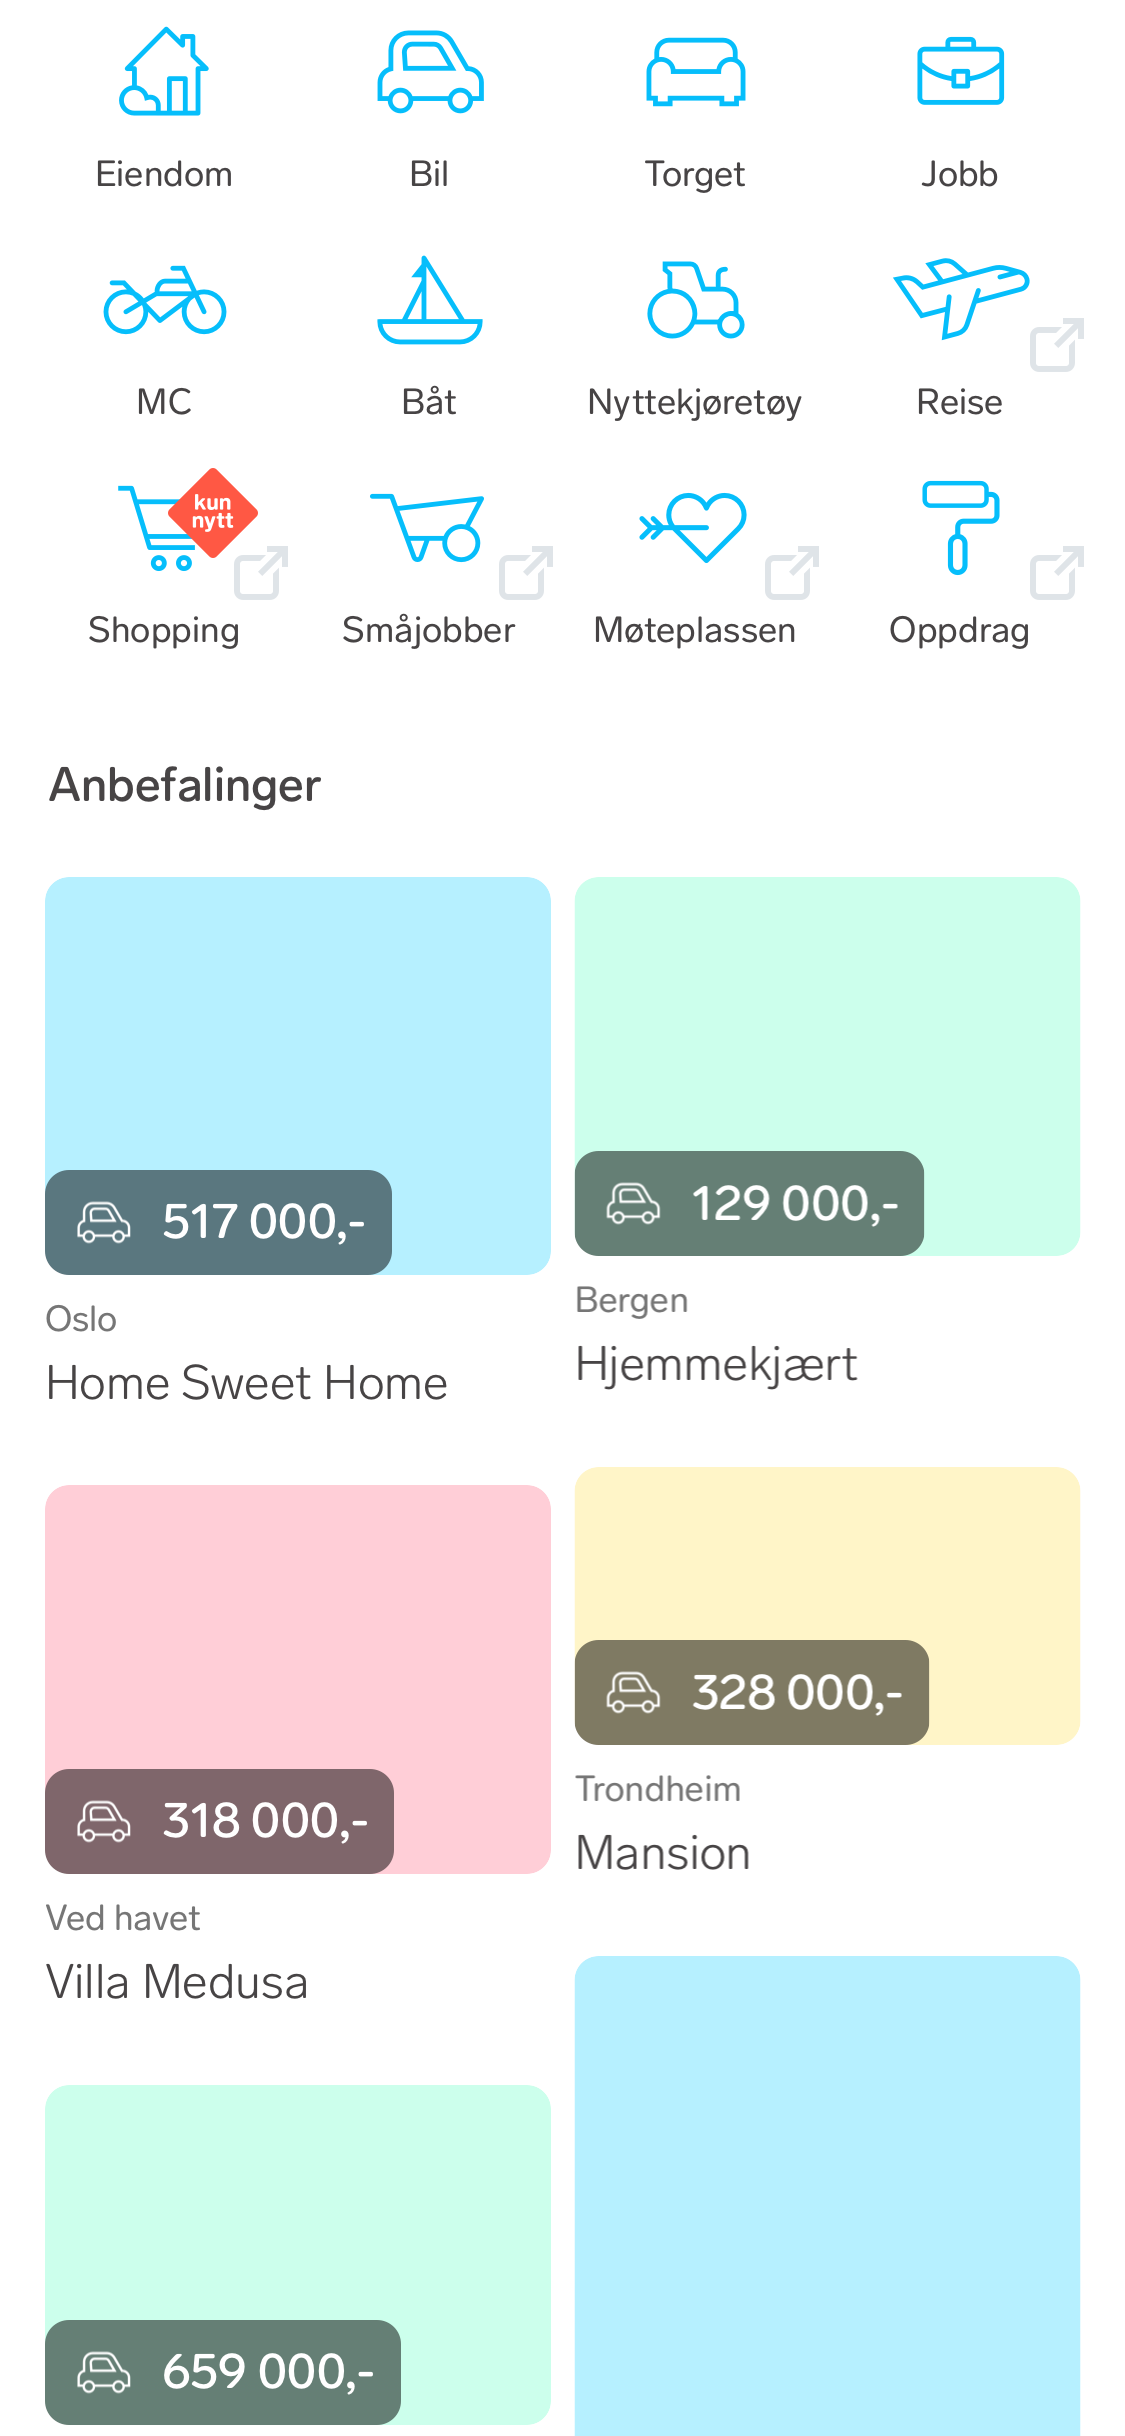 Eiendom
Bil
Torget
Jobb
MC
Båt
Nyttekjøretøy
Reise
kun
nytt
Shopping
Småjobber
Møteplassen
Oppdrag
Anbefalinger
517 000,-
Oslo
Home Sweet Home
129 000,-
Bergen
Hjemmekjært
318 000,-
Ved havet
Villa Medusa
328 000,-
Trondheim
Mansion
659 000,-